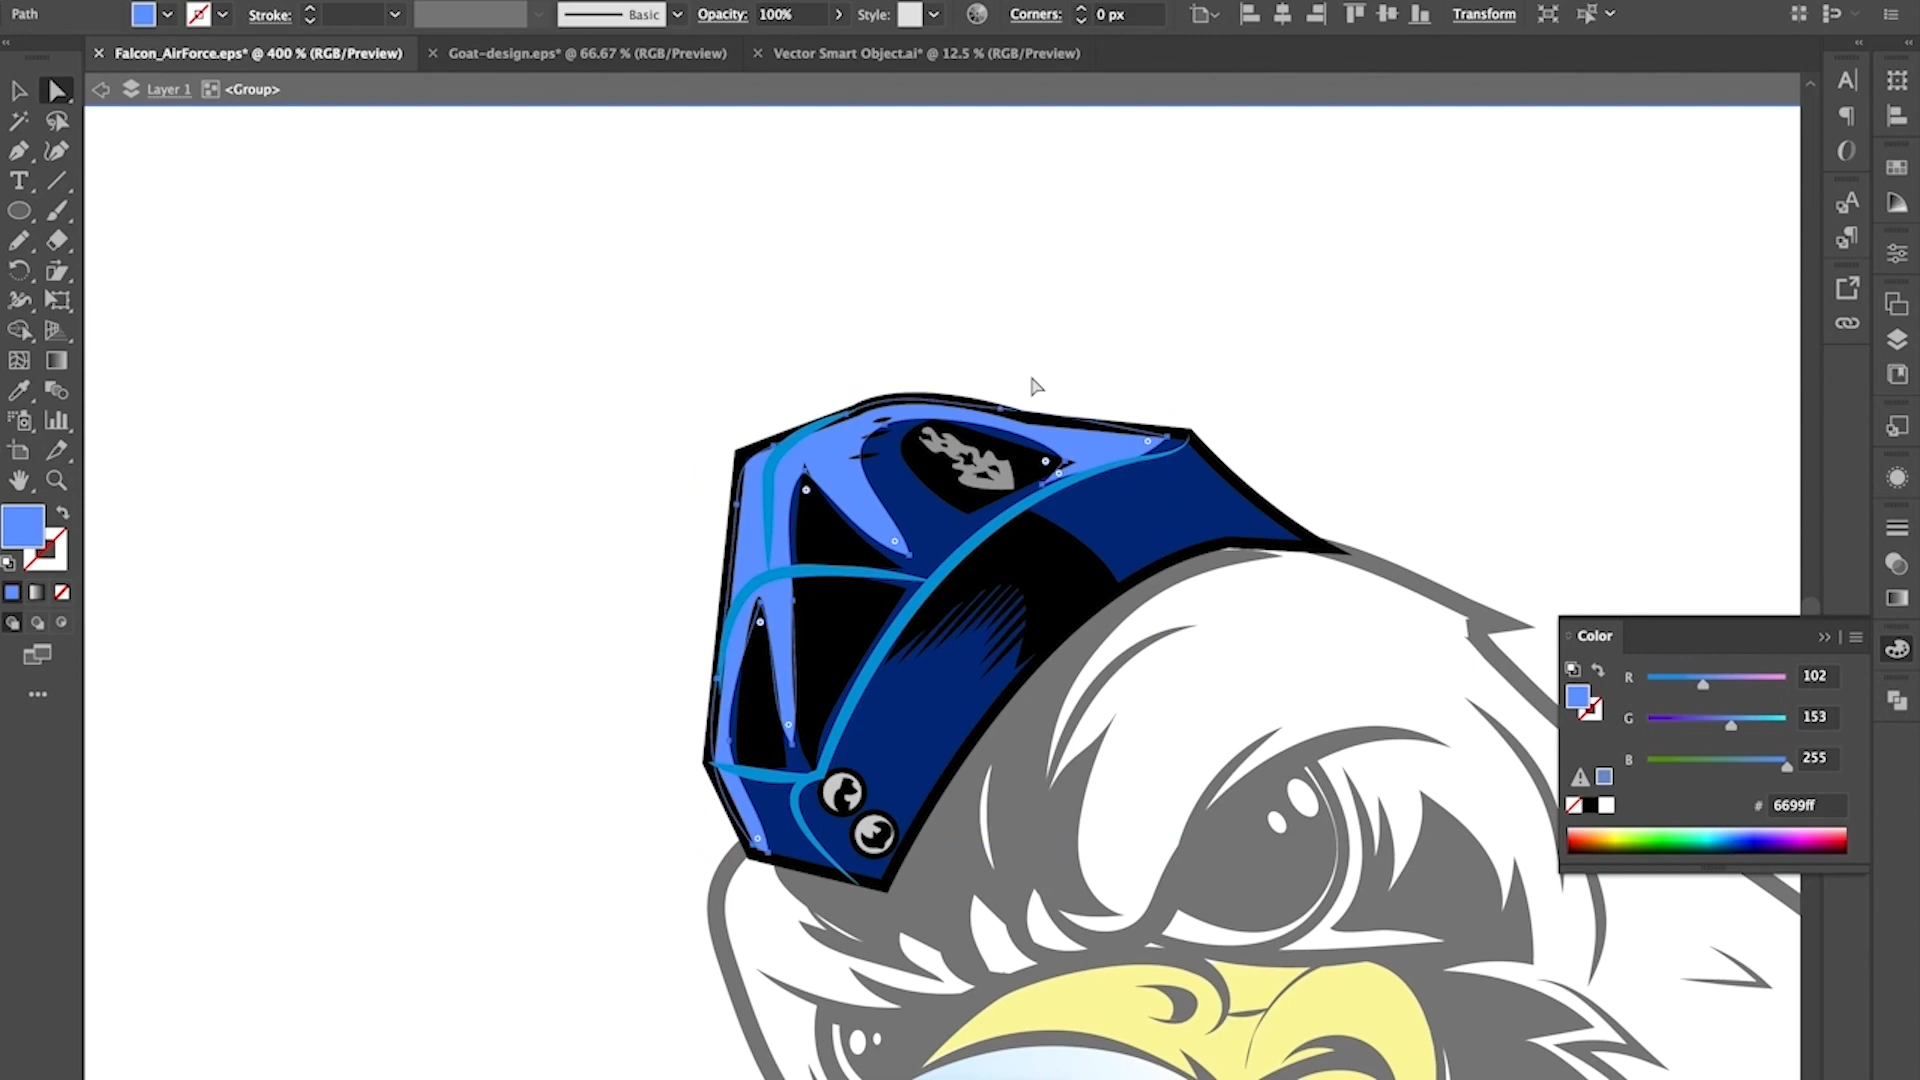 Path
Stroke:
Basic
Opacity: 100%
Style:
Corners: 0 px
Transform
Falcon_AirForce.eps* @ 400 % (RGB/Preview)
Goat-design.eps* @ 66.67 % (RGB/Preview)
Vector Smart Object.ai* @ 12.5 % (RGB/Preview)
Layer 1
<Group>
Color
R 102
G 153
B 255
# 6699ff